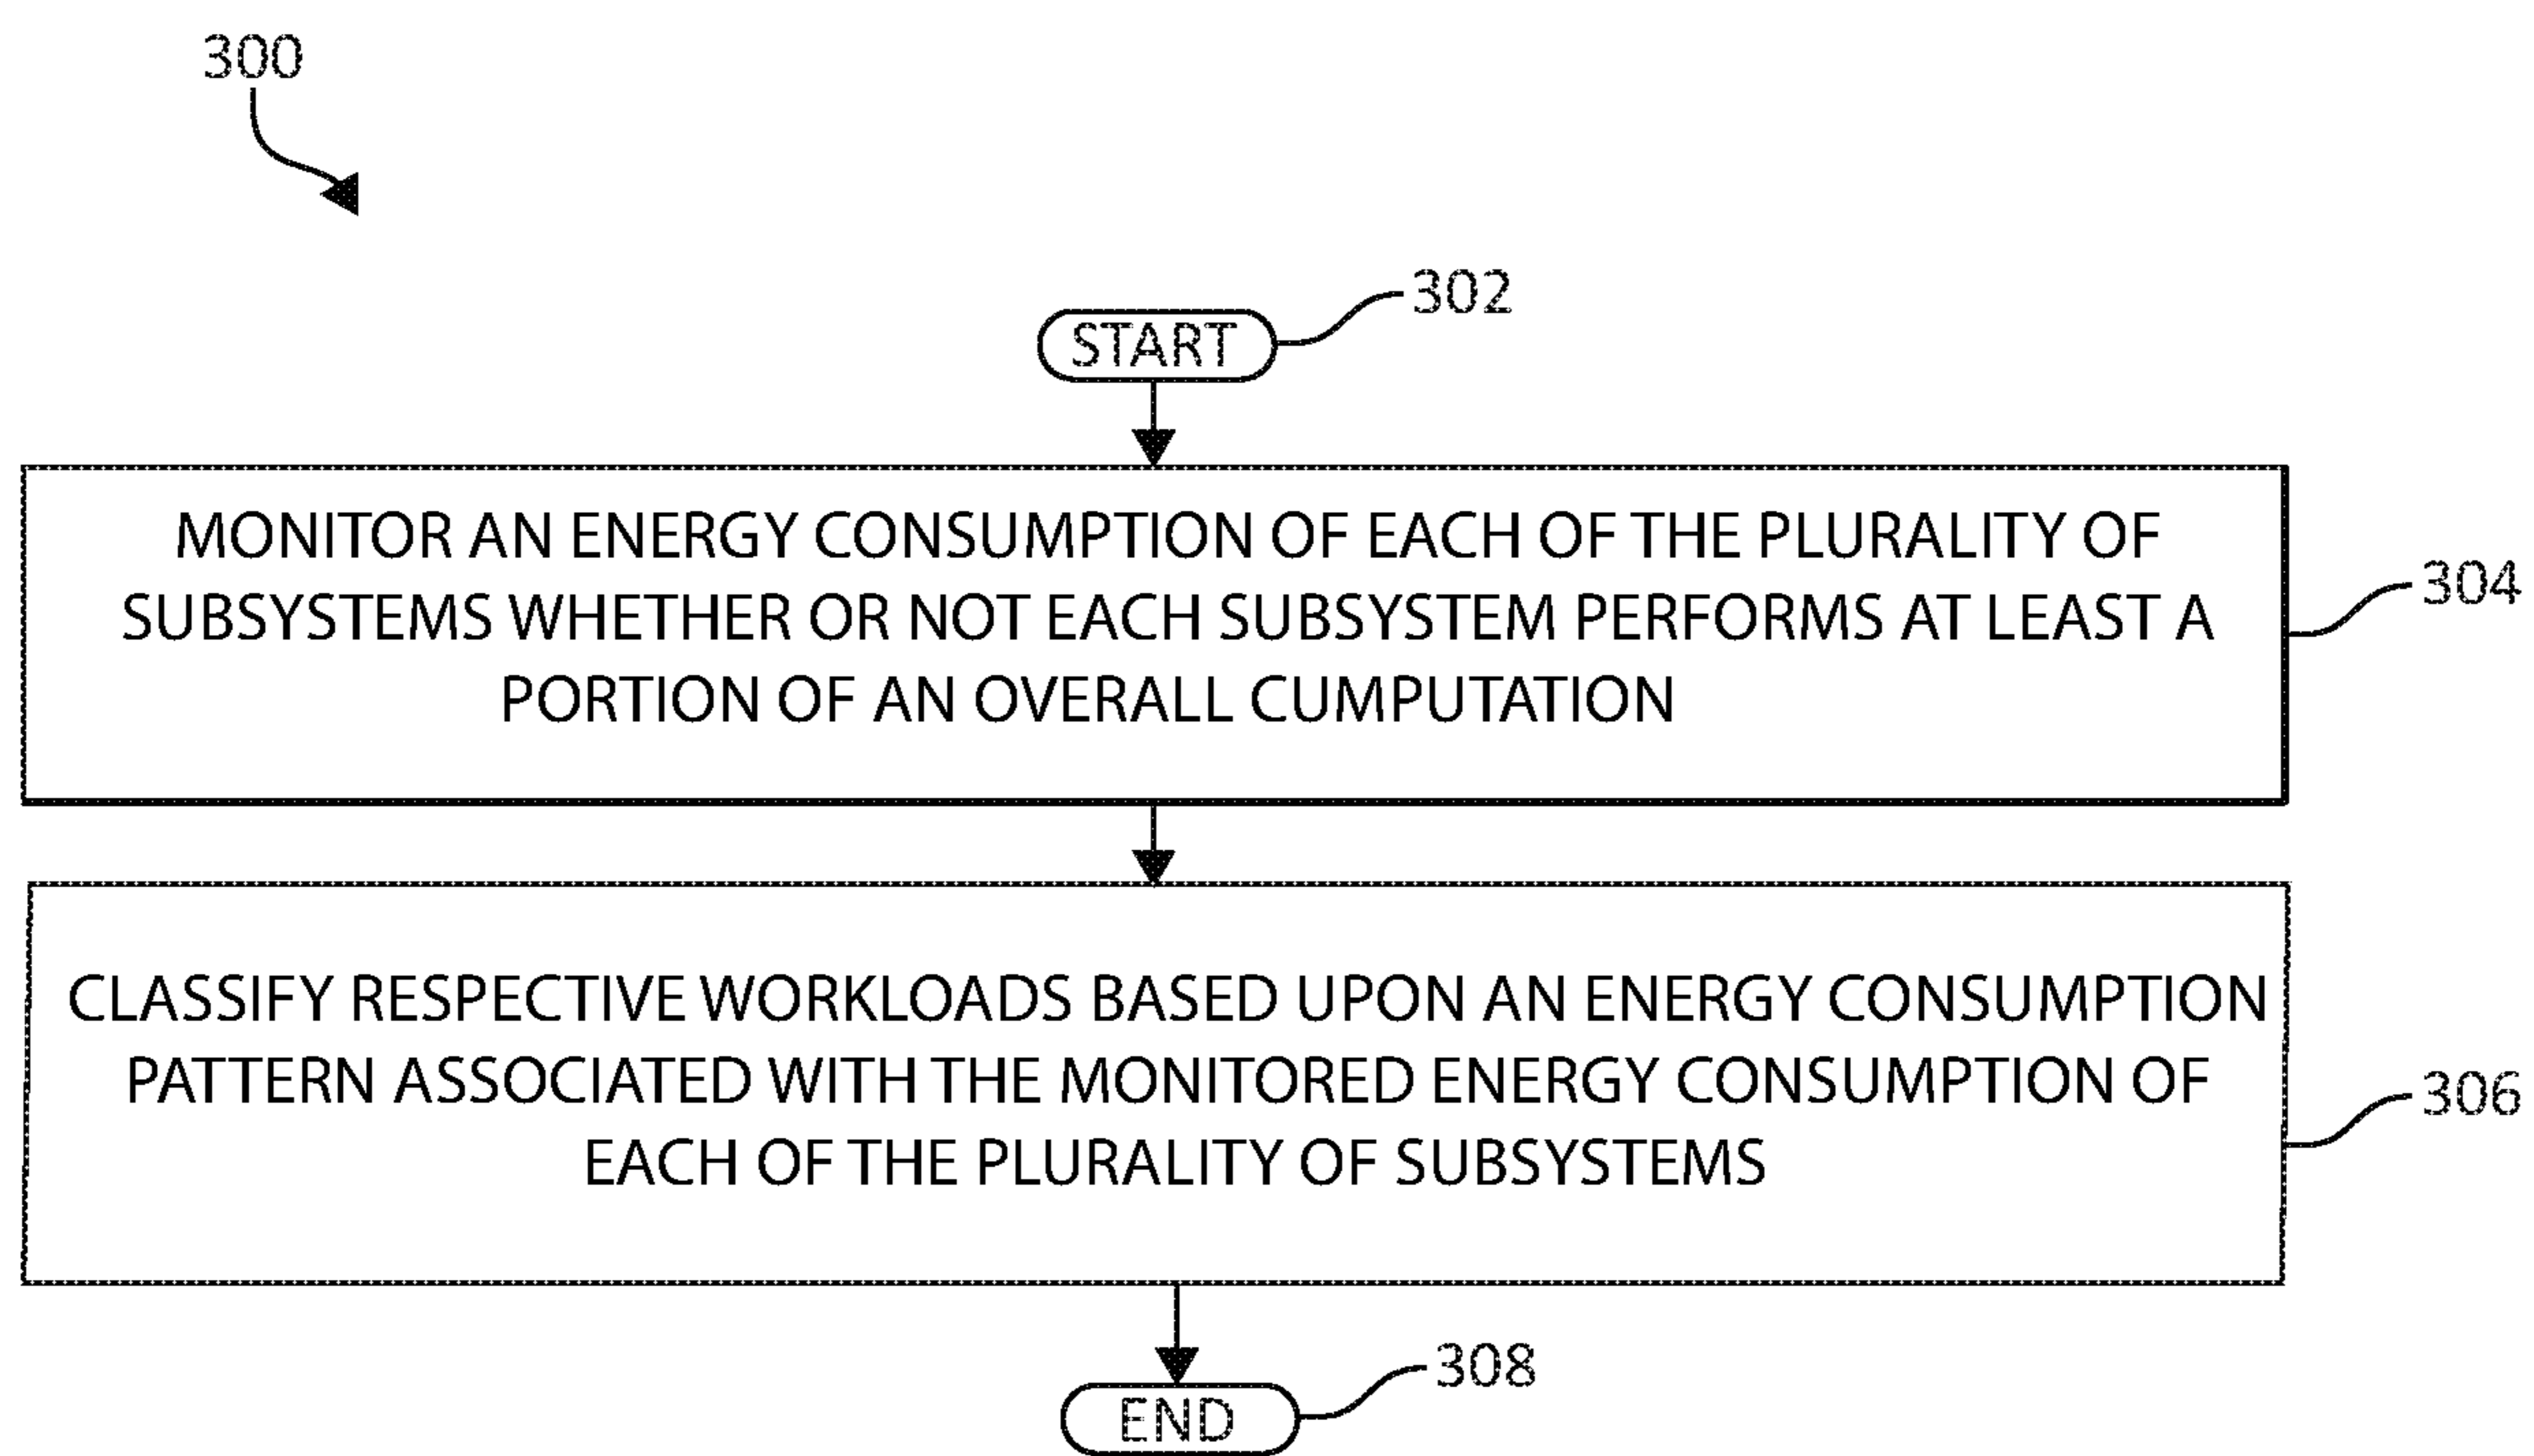 300
302
START
MONITOR AN ENERGY CONSUMPTION OF EACH OF THE PLURALITY OF
SUBSYSTEMS WHETHER OR NOT EACH SUBSYSTEM PERFORMS AT LEAST A
PORTION OF AN OVERALL CUMPUTATION
304
CLASSIFY RESPECTIVE WORKLOADS BASED UPON AN ENERGY CONSUMPTION
PATTERN ASSOCIATED WITH THE MONITORED ENERGY CONSUMPTION OF
EACH OF THE PLURALITY OF SUBSYSTEMS
306
308
END